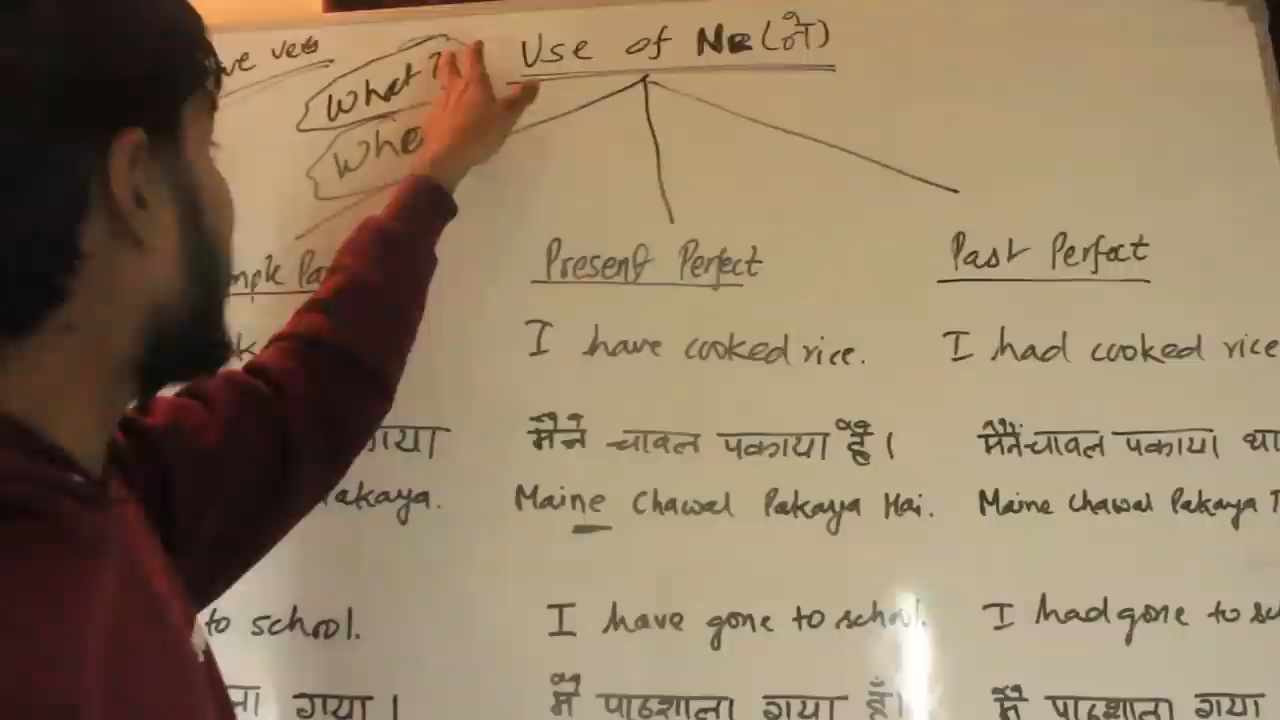 Use of Ne (ने)
What?
Present Perfect
Past Perfect
I have cooked rice.
I had cooked rice
मैंने चावल पकाया है।
मैंने चावल पकाया था
Pakaya.
Maine Chawal Pakaya Hai.
Maine Chawal Pakaya
to school.
I have gone to school.
I had gone to
गया।
मैं पाठशाला गया हूँ।
मैं पाठशाला गया